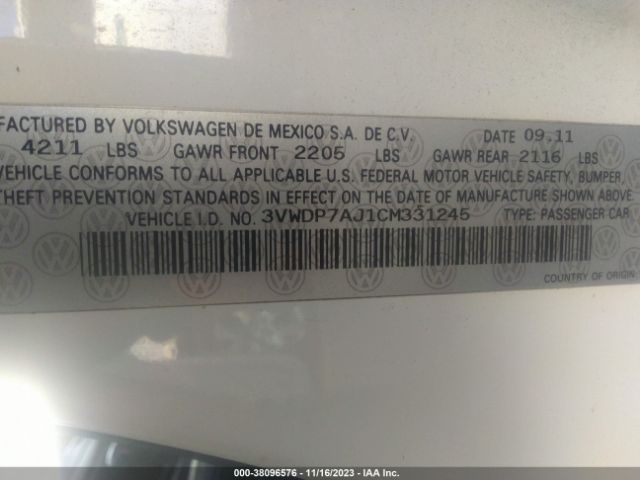 FACTURED BY VOLKSWAGEN DE MEXICO S.A. DE C.V. DATE 09.11
4211 LBS GAWR FRONT 2205 LBS GAWR REAR 2116 LBS
VEHICLE CONFORMS TO ALL APPLICABLE U.S. FEDERAL MOTOR VEHICLE SAFETY, BUMPER,
THEFT PREVENTION STANDARDS IN EFFECT ON THE DATE OF MANUFACTURE SHOWN ABOVE.
VEHICLE I.D. NO. 3VWDP7AJ1CM331245 TYPE: PASSENGER CAR
COUNTRY OF ORIGIN:
000-38096576 - 11/16/2023 - IAA Inc.